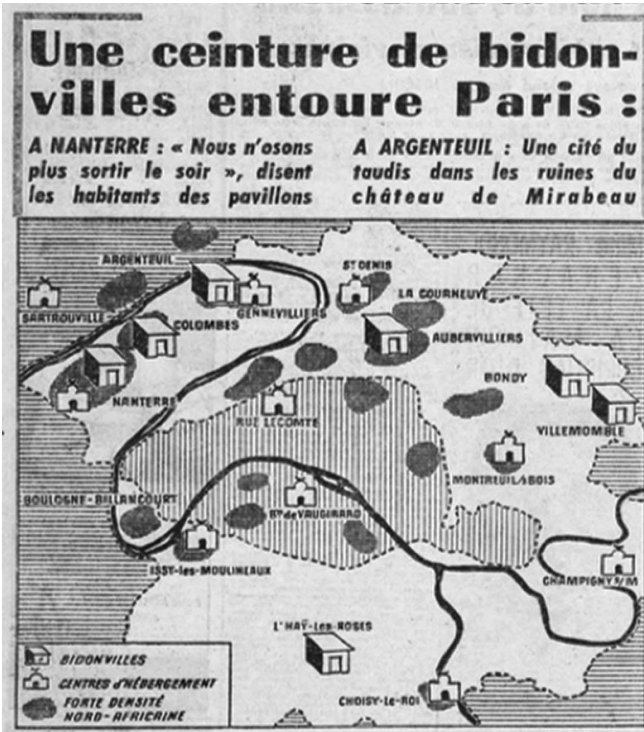 Une ceinture de bidon-
villes entoure Paris :
A NANTERRE : « Nous n'osons
plus sortir le soir », disent
les habitants des pavillons
A ARGENTEUIL : Une cité du
taudis dans les ruines du
château de Mirabeau
ARGENTEUIL
ST DENIS
SARTROUVILLE
GENNEVILLIERS
LA COURNEUVE
COLOMBES
AUBERVILLIERS
BONDY
NANTERRE
RUE LECOMTE
VILLEMOMBLE
MONTREUIL s/BOIS
BOULOGNE-BILLANCOURT
Bd de VAUGIRARD
ISSY-les-MOULINEAUX
CHAMPIGNY s/M
L'HAŸ-les-ROSES
CHOISY-Le-ROI
BIDONVILLES
CENTRES d'HÉBERGEMENT
FORTE DENSITÉ
NORD-AFRICAINE